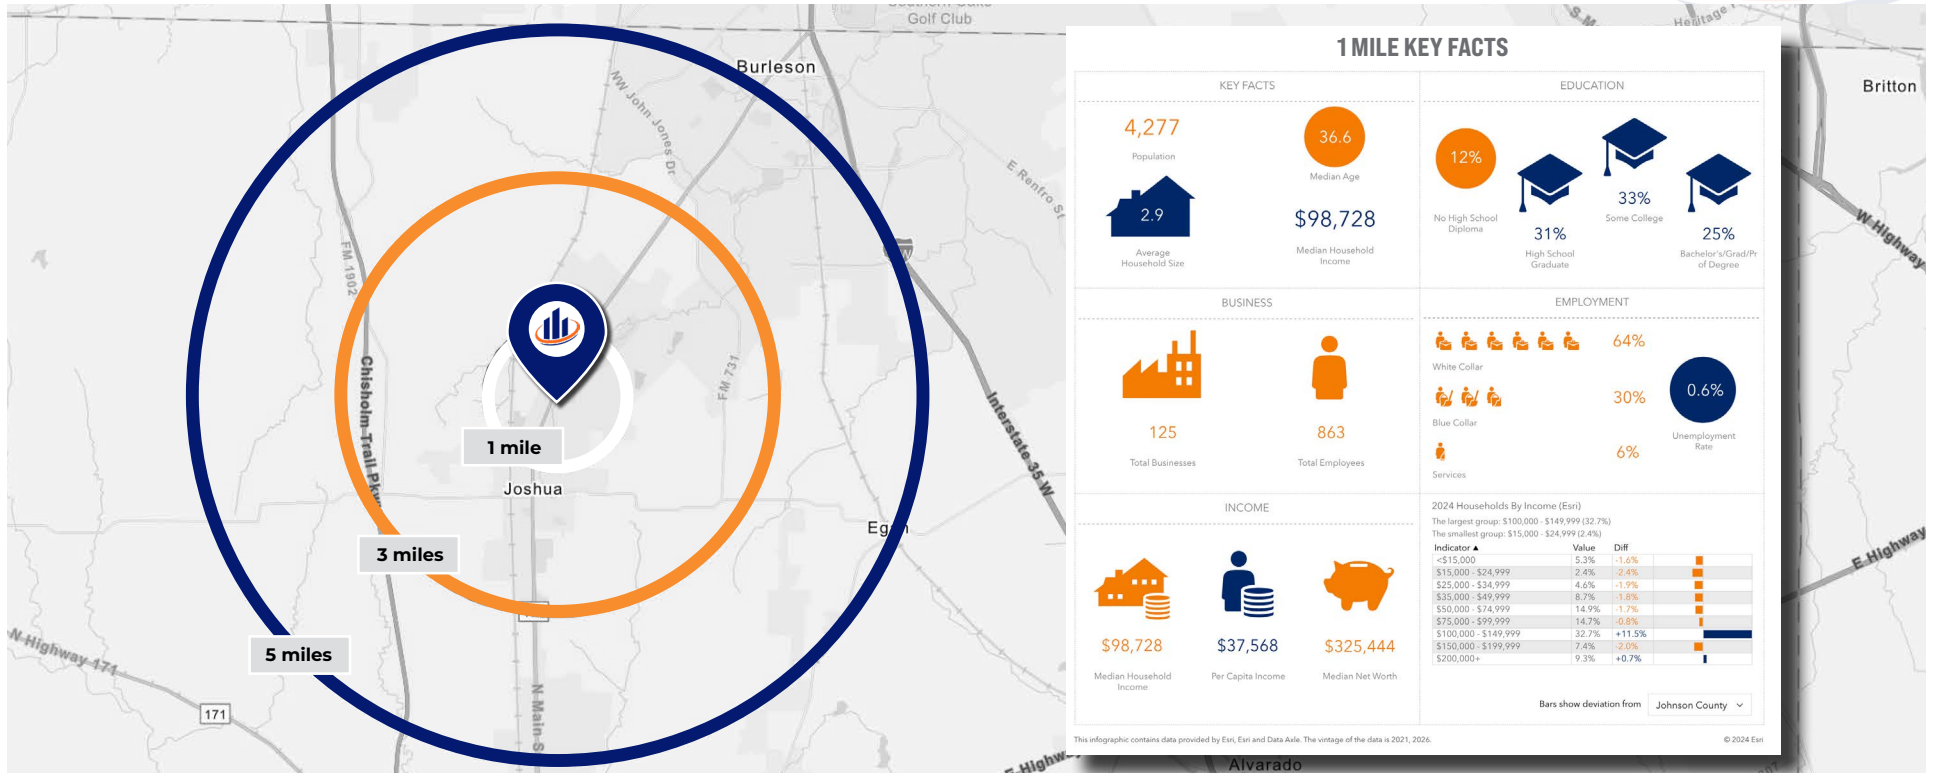 Golf Club
Burleson
NW John Jones Dr
E Renfro St
FM 1902
Chisholm Trail Pkwy
FM 731
Interstate 35 W
1 mile
Joshua
Egan
3 miles
5 miles
N Highway 171
171
N Main S
Heritage
Britton
W Highway
E Highway
E Highw
Alvarado
1 MILE KEY FACTS
KEY FACTS
4,277
Population
36.6
Median Age
2.9
Average
Household Size
$98,728
Median Household
Income
EDUCATION
12%
No High School
Diploma
31%
High School
Graduate
33%
Some College
25%
Bachelor's/Grad/Pr
of Degree
BUSINESS
125
Total Businesses
863
Total Employees
EMPLOYMENT
64%
White Collar
30%
Blue Collar
6%
Services
0.6%
Unemployment
Rate
INCOME
$98,728
Median Household
Income
$37,568
Per Capita Income
$325,444
Median Net Worth
2024 Households By Income (Esri)
The largest group: $100,000 - $149,999 (32.7%)
The smallest group: $15,000 - $24,999 (2.4%)
Indicator ▲ Value Diff
<$15,000 5.3% -1.6%
$15,000 - $24,999 2.4% -2.4%
$25,000 - $34,999 4.6% -1.9%
$35,000 - $49,999 8.7% -1.8%
$50,000 - $74,999 14.9% -1.7%
$75,000 - $99,999 14.7% -0.8%
$100,000 - $149,999 32.7% +11.5%
$150,000 - $199,999 7.4% -2.0%
$200,000+ 9.3% +0.7%
Bars show deviation from Johnson County
This infographic contains data provided by Esri, Esri and Data Axle. The vintage of the data is 2021, 2026.
© 2024 Esri